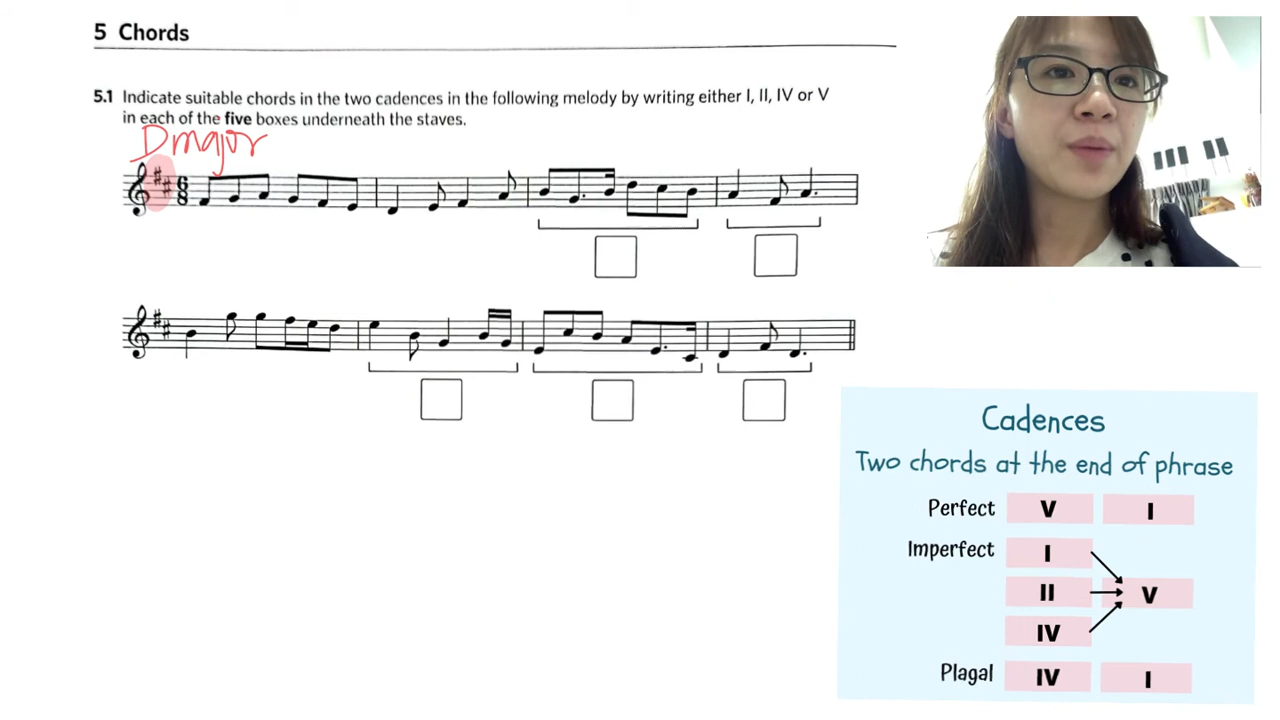 5 Chords
5.1 Indicate suitable chords in the two cadences in the following melody by writing either I, II, IV or V
in each of the five boxes underneath the staves.
D major
6
8
Cadences
Two chords at the end of phrase
Perfect V I
Imperfect I
II V
IV
Plagal IV I